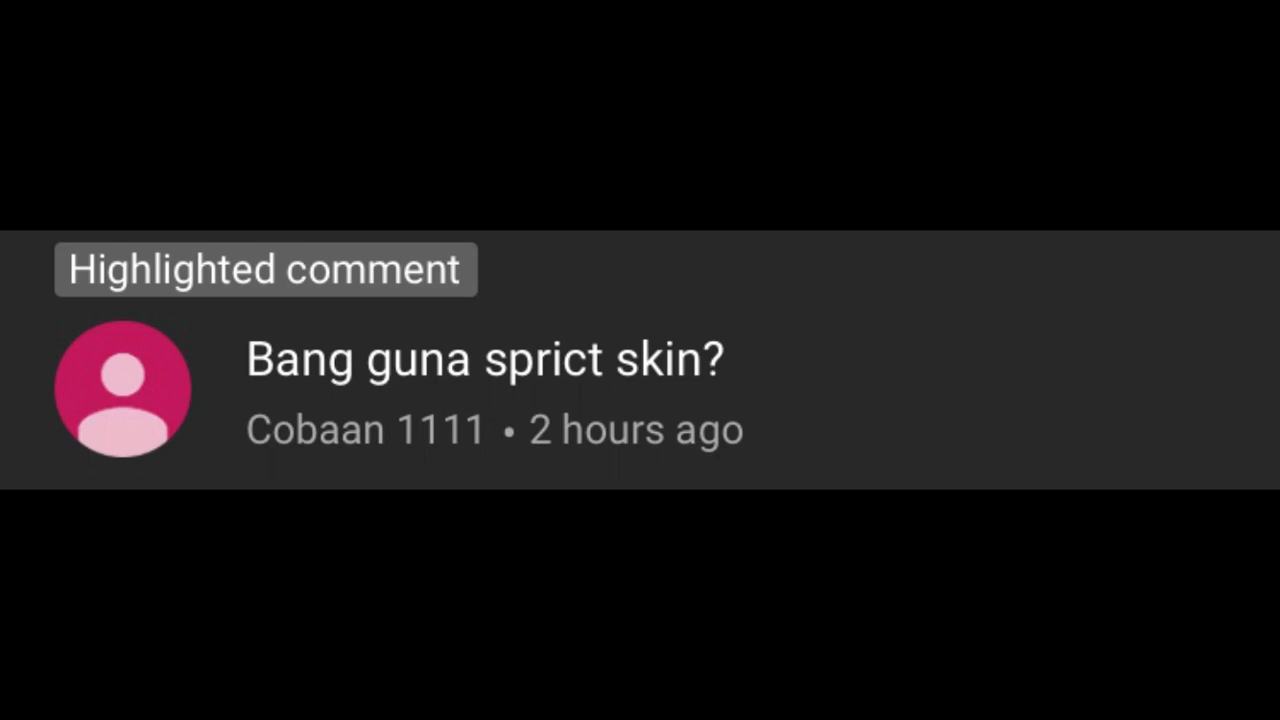 Highlighted comment
Bang guna sprict skin?
Cobaan 1111 • 2 hours ago